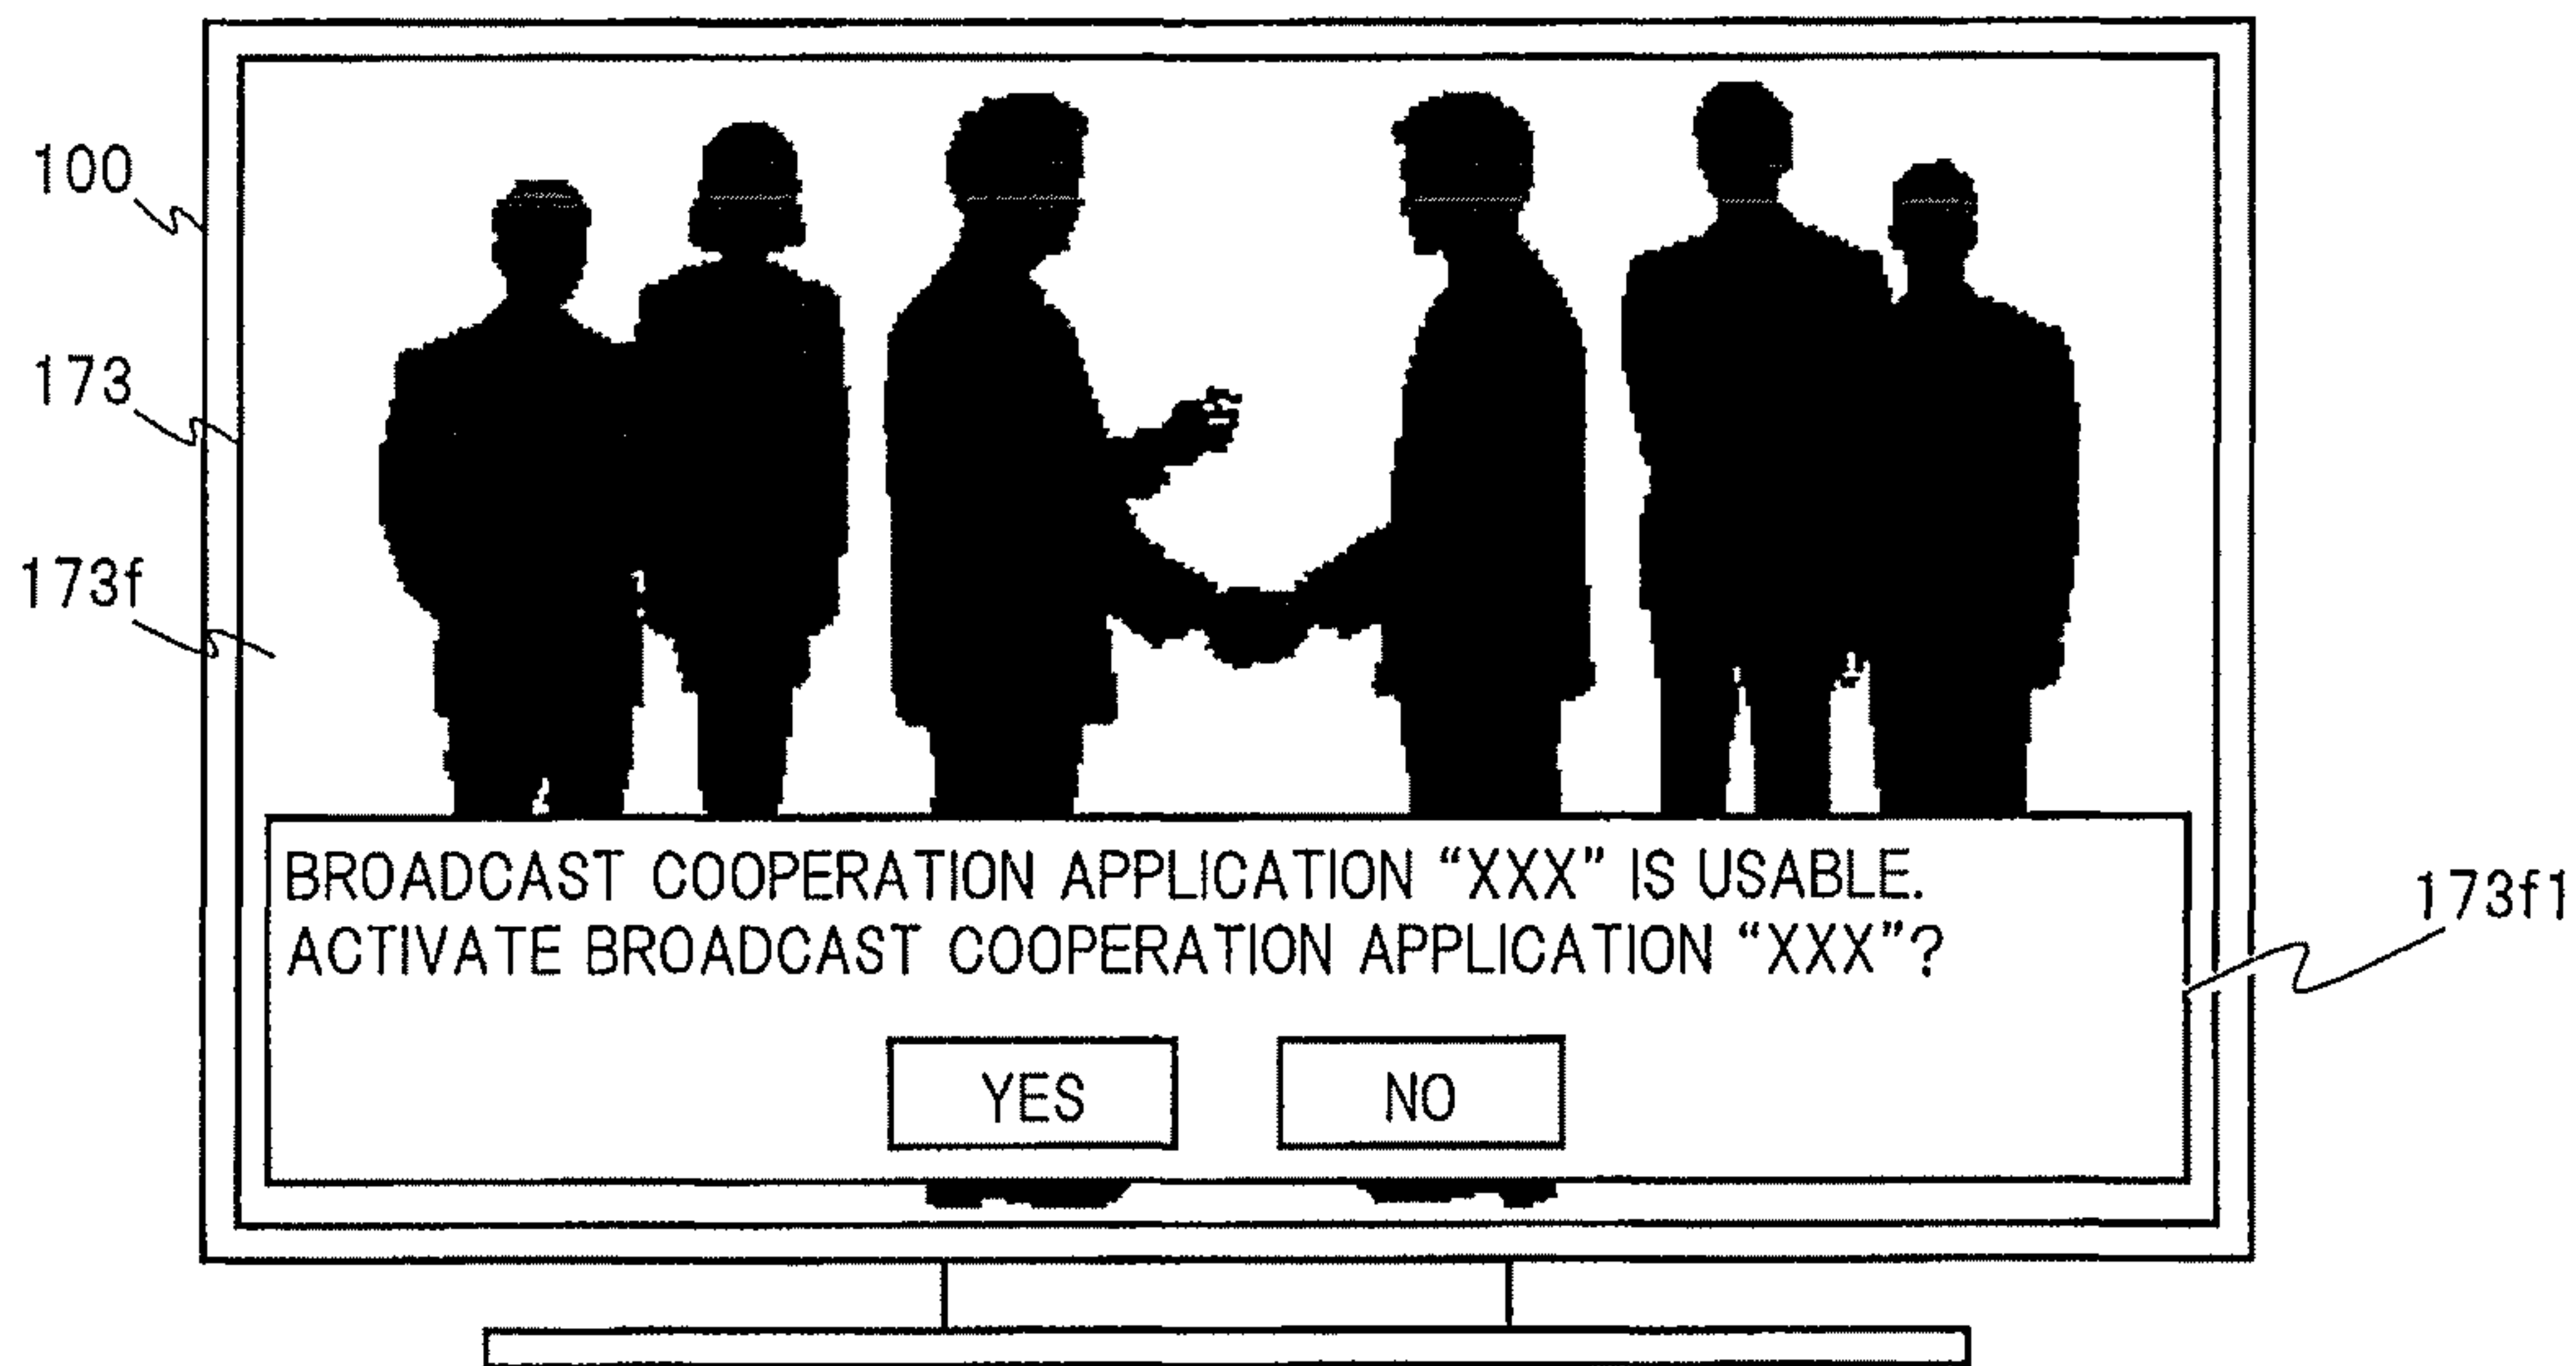 100
173
173f
BROADCAST COOPERATION APPLICATION “XXX” IS USABLE.
ACTIVATE BROADCAST COOPERATION APPLICATION “XXX”?
173f1
YES NO